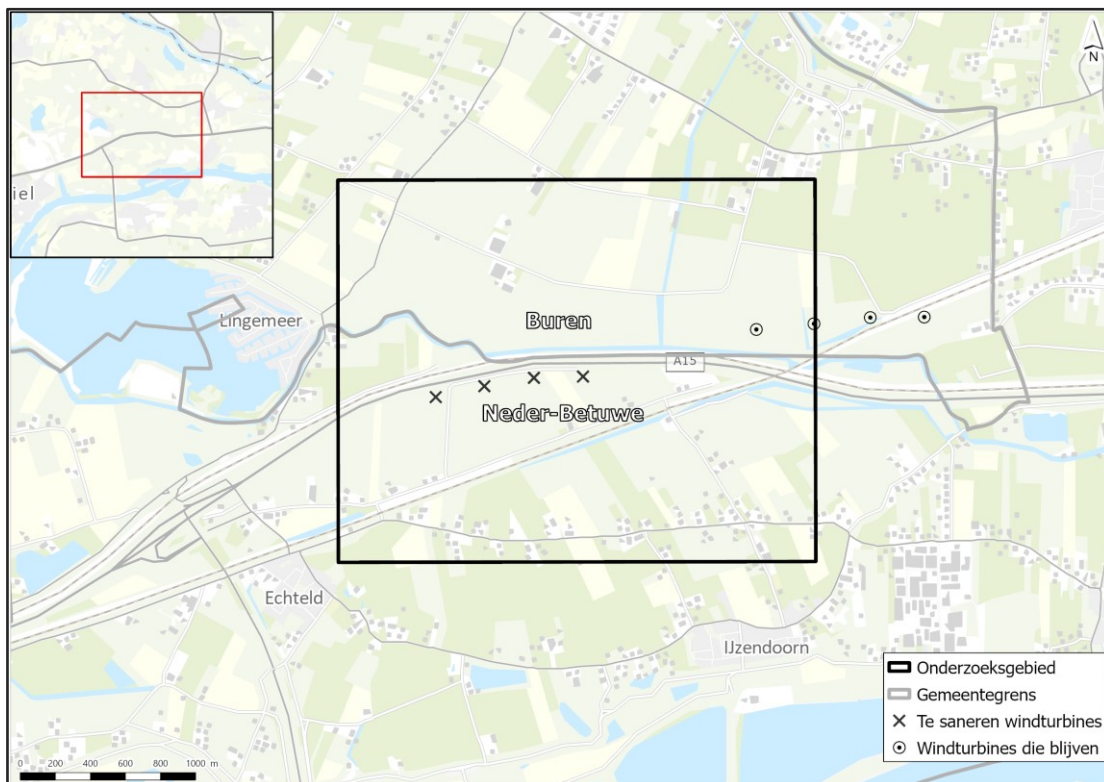 iel
N
Lingemeer
Buren
A15
Neder-Betuwe
Echteld
IJzendoorn
Onderzoeksgebied
Gemeentegrens
Te saneren windturbines
Windturbines die blijven
0 200 400 600 800 1000 m